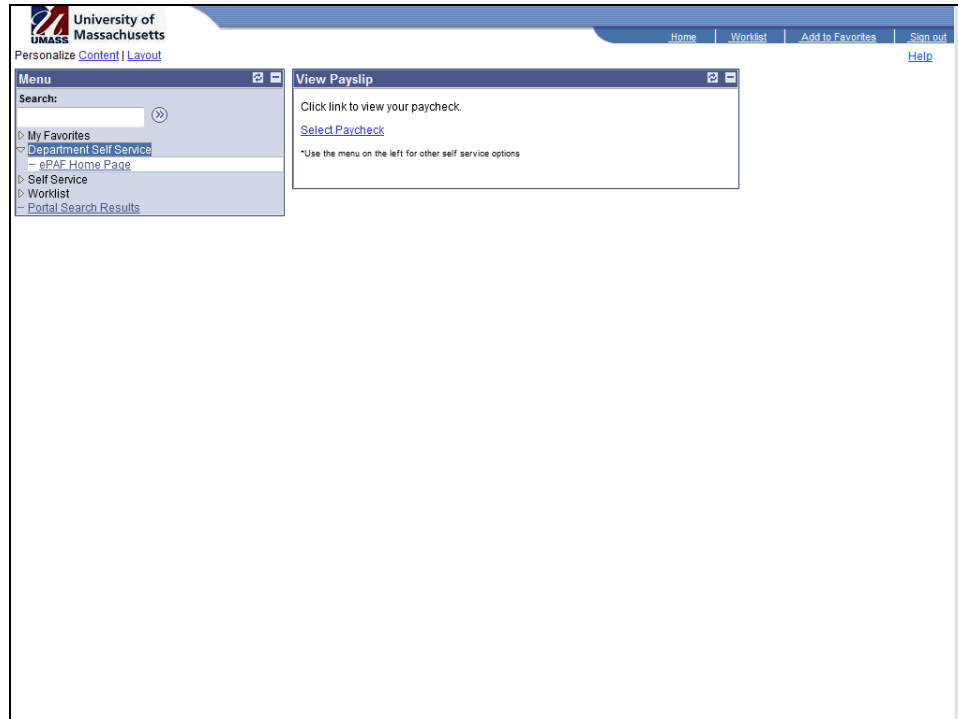 University of
Massachusetts
UMASS
Home Worklist Add to Favorites Sign out
Personalize Content | Layout
Help
Menu
Search:
My Favorites
Department Self Service
ePAF Home Page
Self Service
Worklist
Portal Search Results
View Payslip
Click link to view your paycheck.
Select Paycheck
*Use the menu on the left for other self service options